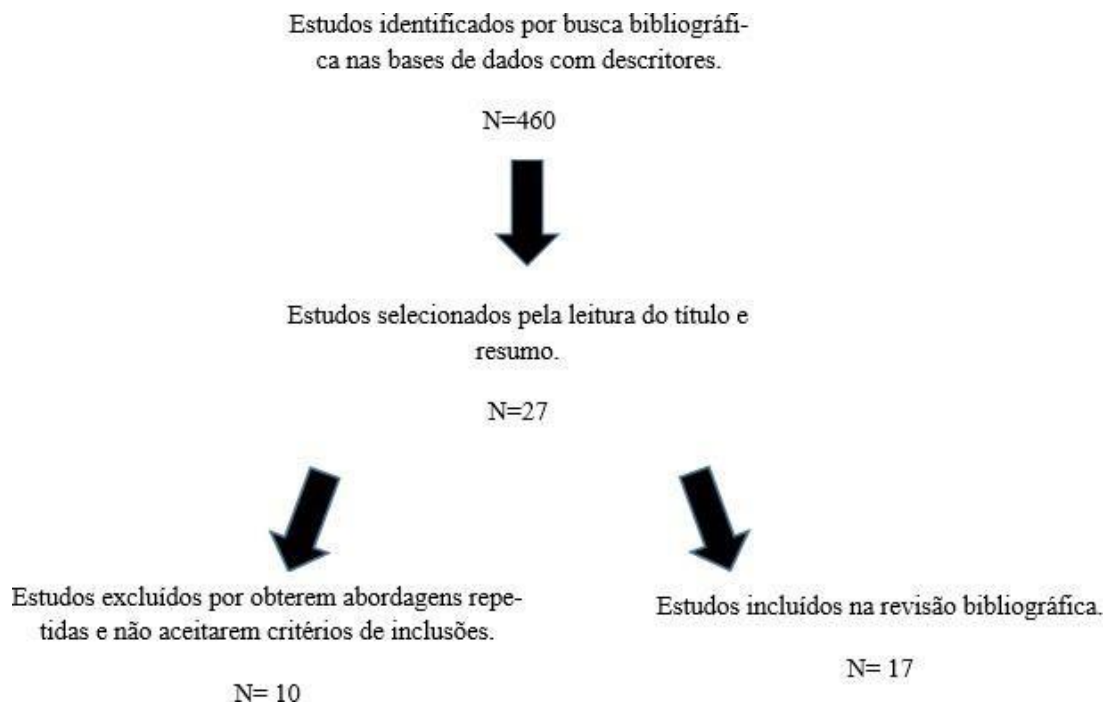 Estudos identificados por busca bibliográfi-
ca nas bases de dados com descritores.
N=460
Estudos selecionados pela leitura do título e
resumo.
N=27
Estudos excluídos por obterem abordagens repe-
tidas e não aceitarem critérios de inclusões.
N= 10
Estudos incluídos na revisão bibliográfica.
N= 17